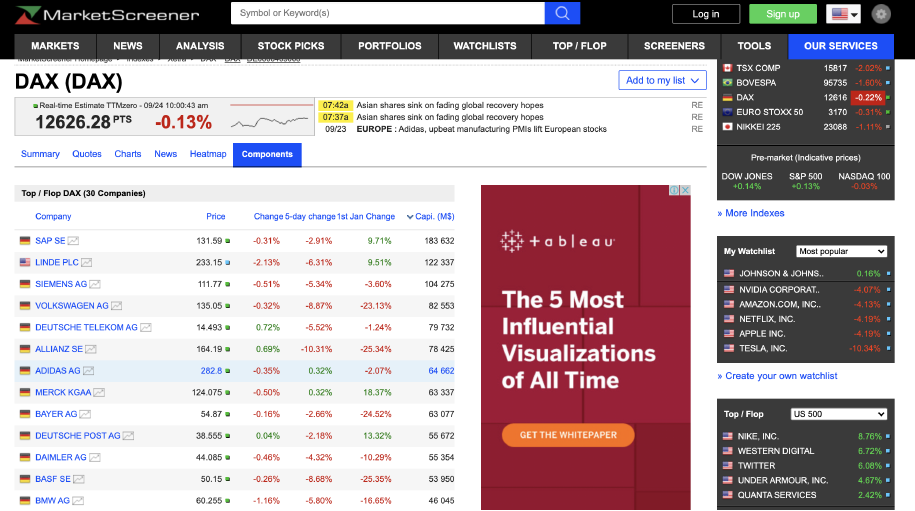 MarketScreener
Symbol or Keyword(s)
Log in
Sign up
MARKETS NEWS ANALYSIS STOCK PICKS PORTFOLIOS WATCHLISTS TOP / FLOP SCREENERS TOOLS OUR SERVICES
DAX (DAX)
Add to my list
Real-time Estimate TTMzero - 09/24 10:00:43 am
12626.28 PTS -0.13%
07:42a Asian shares sink on fading global recovery hopes RE
07:37a Asian shares sink on fading global recovery hopes RE
09/23 EUROPE : Adidas, upbeat manufacturing PMIs lift European stocks RE
Summary Quotes Charts News Heatmap Components
Top / Flop DAX (30 Companies)
Company Price Change 5-day change 1st Jan Change Capi. (M$)
SAP SE 131.59 -0.31% -2.91% 9.71% 183 632
LINDE PLC 233.15 -2.13% -6.31% 9.51% 122 337
SIEMENS AG 111.77 -0.51% -5.34% -3.60% 104 275
VOLKSWAGEN AG 135.05 -0.32% -8.87% -23.13% 82 553
DEUTSCHE TELEKOM AG 14.493 0.72% -5.52% -1.24% 79 732
ALLIANZ SE 164.19 0.69% -10.31% -25.34% 78 425
ADIDAS AG 282.8 -0.35% 0.32% -2.07% 64 662
MERCK KGAA 124.075 -0.50% 0.32% 18.37% 63 337
BAYER AG 54.87 -0.16% -2.66% -24.52% 63 077
DEUTSCHE POST AG 38.555 0.04% -2.18% 13.32% 55 672
DAIMLER AG 44.085 -0.46% -4.32% -10.29% 55 354
BASF SE 50.15 -0.26% -8.68% -25.35% 53 950
BMW AG 60.255 -1.16% -5.80% -16.65% 46 045
tableau
The 5 Most
Influential
Visualizations
of All Time
GET THE WHITEPAPER
TSX COMP 15817 -2.02%
BOVESPA 95735 -1.60%
DAX 12616 -0.22%
EURO STOXX 50 3170 -0.31%
NIKKEI 225 23088 -1.11%
Pre-market (Indicative prices)
DOW JONES S&P 500 NASDAQ 100
+0.14% +0.13% -0.03%
» More Indexes
My Watchlist Most popular
JOHNSON & JOHNS.. 0.16%
NVIDIA CORPORAT.. -4.07%
AMAZON.COM, INC.. -4.13%
NETFLIX, INC. -4.19%
APPLE INC. -4.19%
TESLA, INC. -10.34%
» Create your own watchlist
Top / Flop US 500
NIKE, INC. 8.76%
WESTERN DIGITAL 6.72%
TWITTER 6.08%
UNDER ARMOUR, INC. 4.67%
QUANTA SERVICES 2.42%